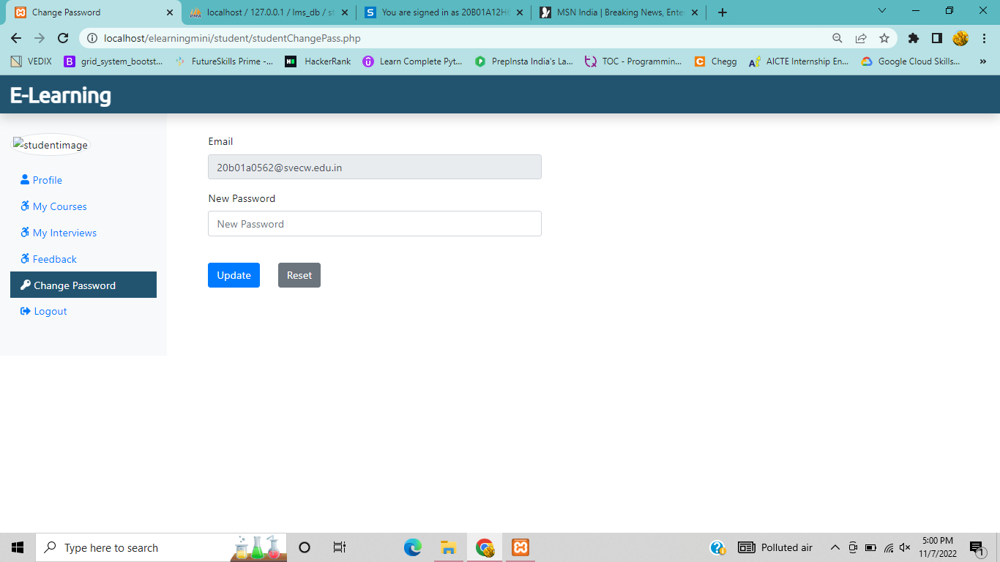 Change Password
localhost / 127.0.0.1 / lms_db / st
You are signed in as 20B01A12H
MSN India | Breaking News, Ente
localhost/elearningmini/student/studentChangePass.php
VEDIX
grid_system_bootst...
FutureSkills Prime -...
HackerRank
Learn Complete Pyt...
PrepInsta India's La...
TOC - Programmin...
Chegg
AICTE Internship En...
Google Cloud Skills...
E-Learning
studentimage
Profile
My Courses
My Interviews
Feedback
Change Password
Logout
Email
20b01a0562@svecw.edu.in
New Password
New Password
Update Reset
Type here to search
Polluted air
5:00 PM
11/7/2022
1